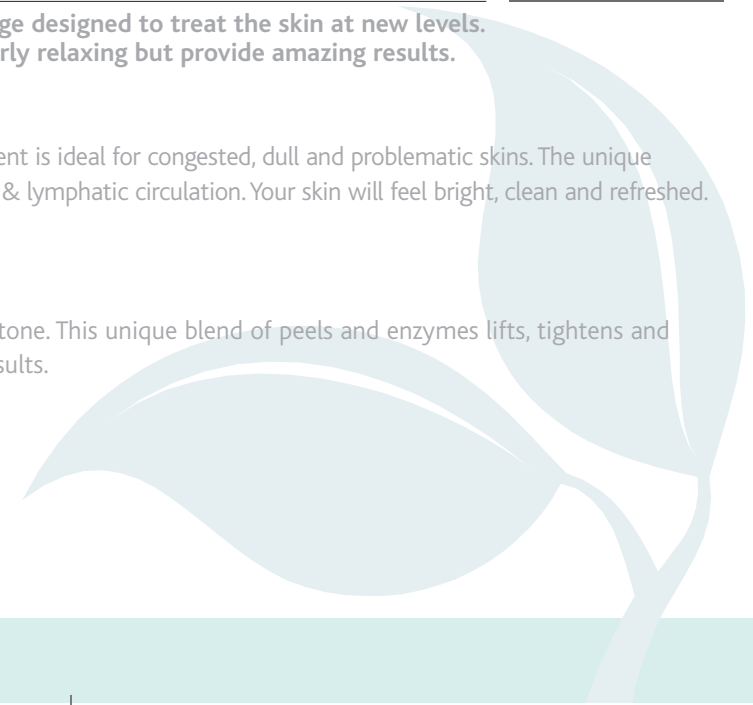 ge designed to treat the skin at new levels.
rly relaxing but provide amazing results.
ent is ideal for congested, dull and problematic skins. The unique
& lymphatic circulation. Your skin will feel bright, clean and refreshed.
tone. This unique blend of peels and enzymes lifts, tightens and
sults.